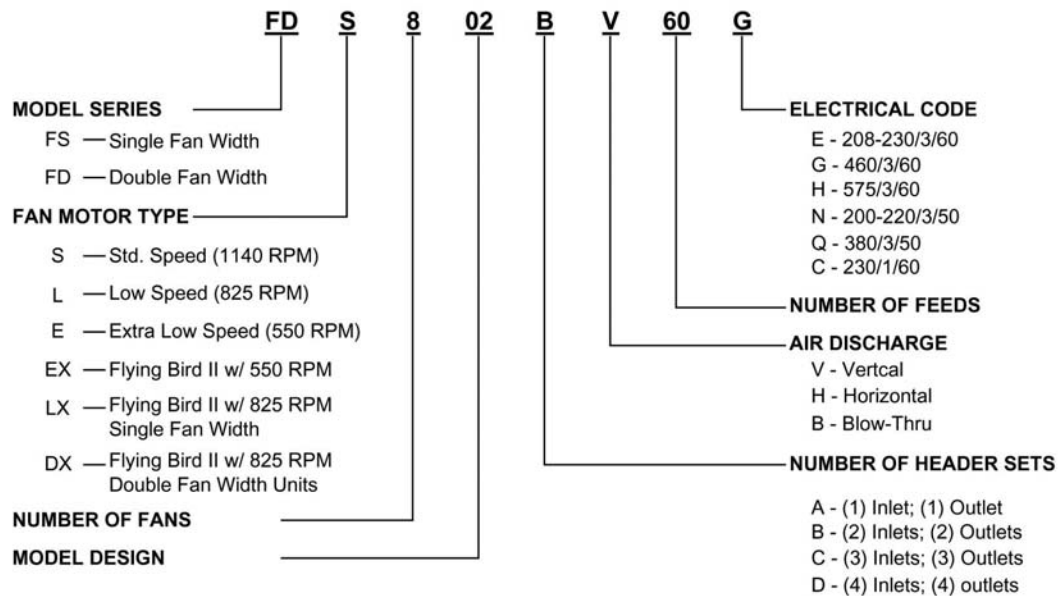 FD S 8 02 B V 60 G
MODEL SERIES
FS — Single Fan Width
FD — Double Fan Width
FAN MOTOR TYPE
S — Std. Speed (1140 RPM)
L — Low Speed (825 RPM)
E — Extra Low Speed (550 RPM)
EX — Flying Bird II w/ 550 RPM
LX — Flying Bird II w/ 825 RPM
Single Fan Width
DX — Flying Bird II w/ 825 RPM
Double Fan Width Units
NUMBER OF FANS
MODEL DESIGN
ELECTRICAL CODE
E - 208-230/3/60
G - 460/3/60
H - 575/3/60
N - 200-220/3/50
Q - 380/3/50
C - 230/1/60
NUMBER OF FEEDS
AIR DISCHARGE
V - Vertcal
H - Horizontal
B - Blow-Thru
NUMBER OF HEADER SETS
A - (1) Inlet; (1) Outlet
B - (2) Inlets; (2) Outlets
C - (3) Inlets; (3) Outlets
D - (4) Inlets; (4) outlets